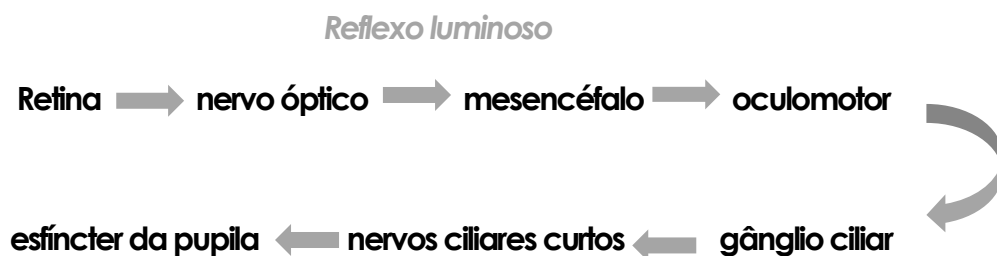 Reflexo luminoso
Retina nervo óptico mesencéfalo oculomotor
esfíncter da pupila nervos ciliares curtos gânglio ciliar